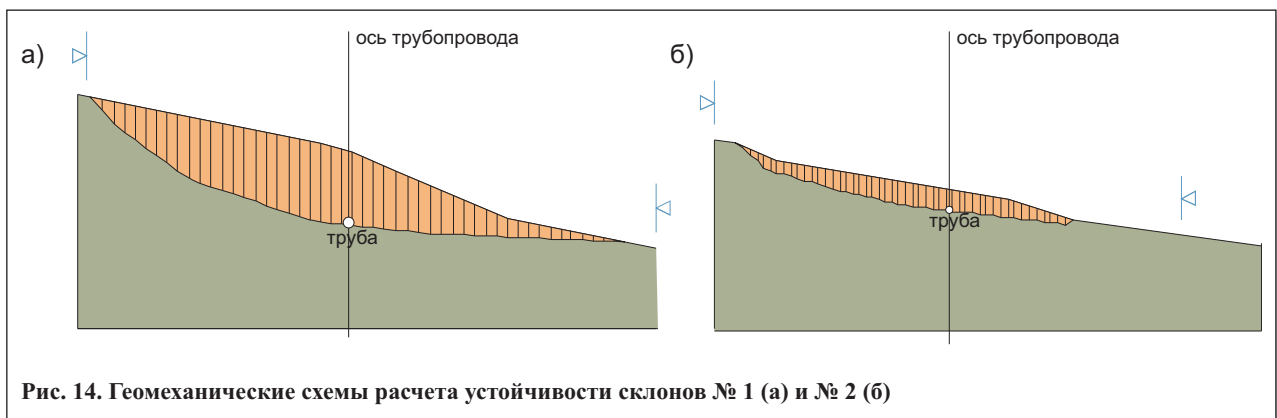 а)
ось трубопровода
труба
б)
ось трубопровода
труба
Рис. 14. Геомеханические схемы расчета устойчивости склонов № 1 (а) и № 2 (б)